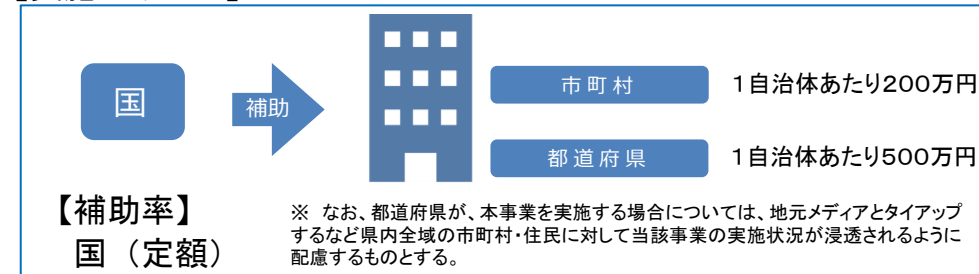 国
補助
市町村
1自治体あたり200万円
都道府県
1自治体あたり500万円
【補助率】
国（定額）
※ なお、都道府県が、本事業を実施する場合については、地元メディアとタイアップ
するなど県内全域の市町村・住民に対して当該事業の実施状況が浸透されるように
配慮するものとする。